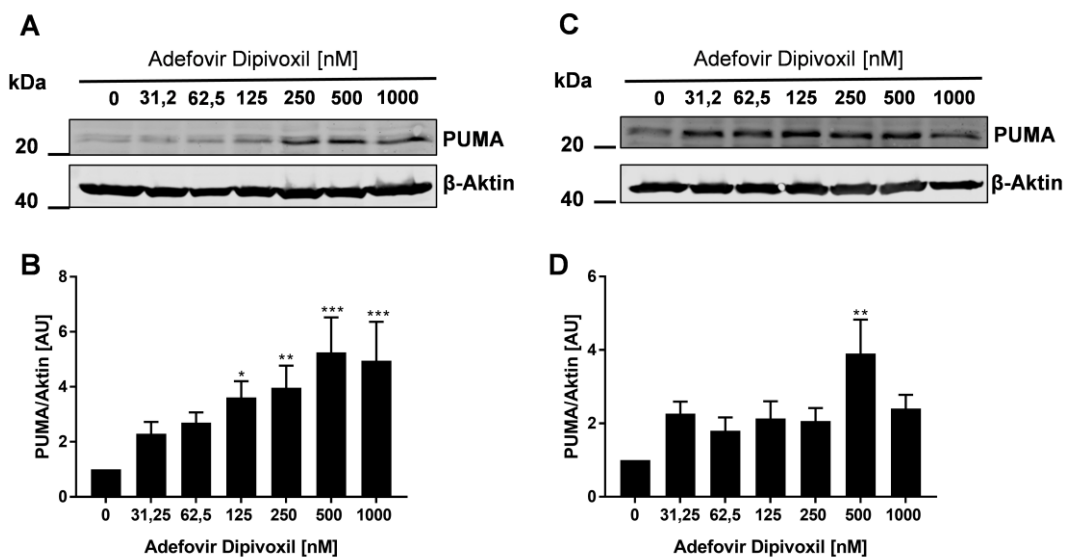 A
Adefovir Dipivoxil [nM]
kDa
0 31,2 62,5 125 250 500 1000
PUMA
20
β-Aktin
40
B
8
6
4
2
0
PUMA/Aktin [AU]
* ** *** ***
0 31,25 62,5 125 250 500 1000
Adefovir Dipivoxil [nM]
C
Adefovir Dipivoxil [nM]
kDa
0 31,2 62,5 125 250 500 1000
PUMA
20
β-Aktin
40
D
6
4
2
0
PUMA/Aktin [AU]
**
0 31,25 62,5 125 250 500 1000
Adefovir Dipivoxil [nM]